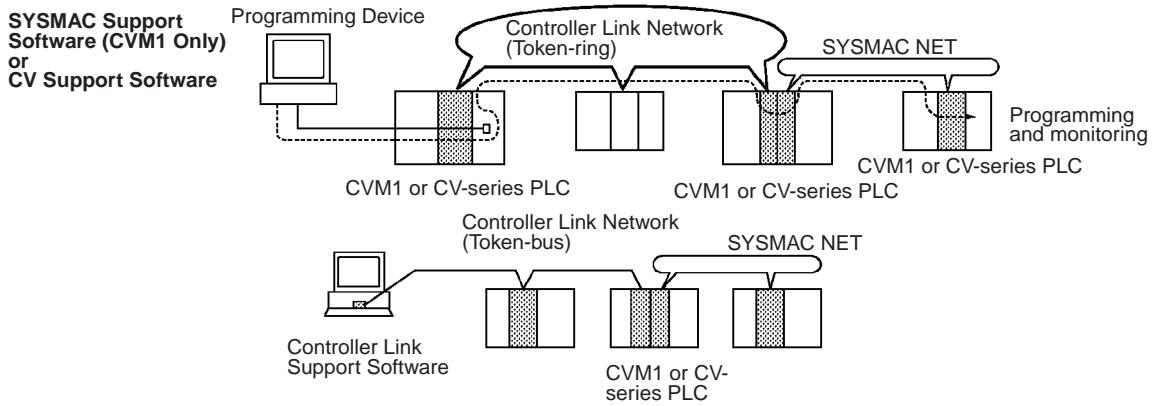 SYSMAC Support
Software (CVM1 Only)
or
CV Support Software
Programming Device
Controller Link Network
(Token-ring)
SYSMAC NET
Programming
and monitoring
CVM1 or CV-series PLC
CVM1 or CV-series PLC
CVM1 or CV-series PLC
Controller Link Network
(Token-bus)
SYSMAC NET
Controller Link
Support Software
CVM1 or CV-
series PLC